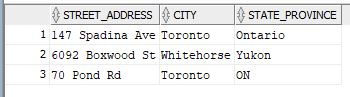 STREET_ADDRESS CITY STATE_PROVINCE
1 147 Spadina Ave Toronto Ontario
2 6092 Boxwood St Whitehorse Yukon
3 70 Pond Rd Toronto ON